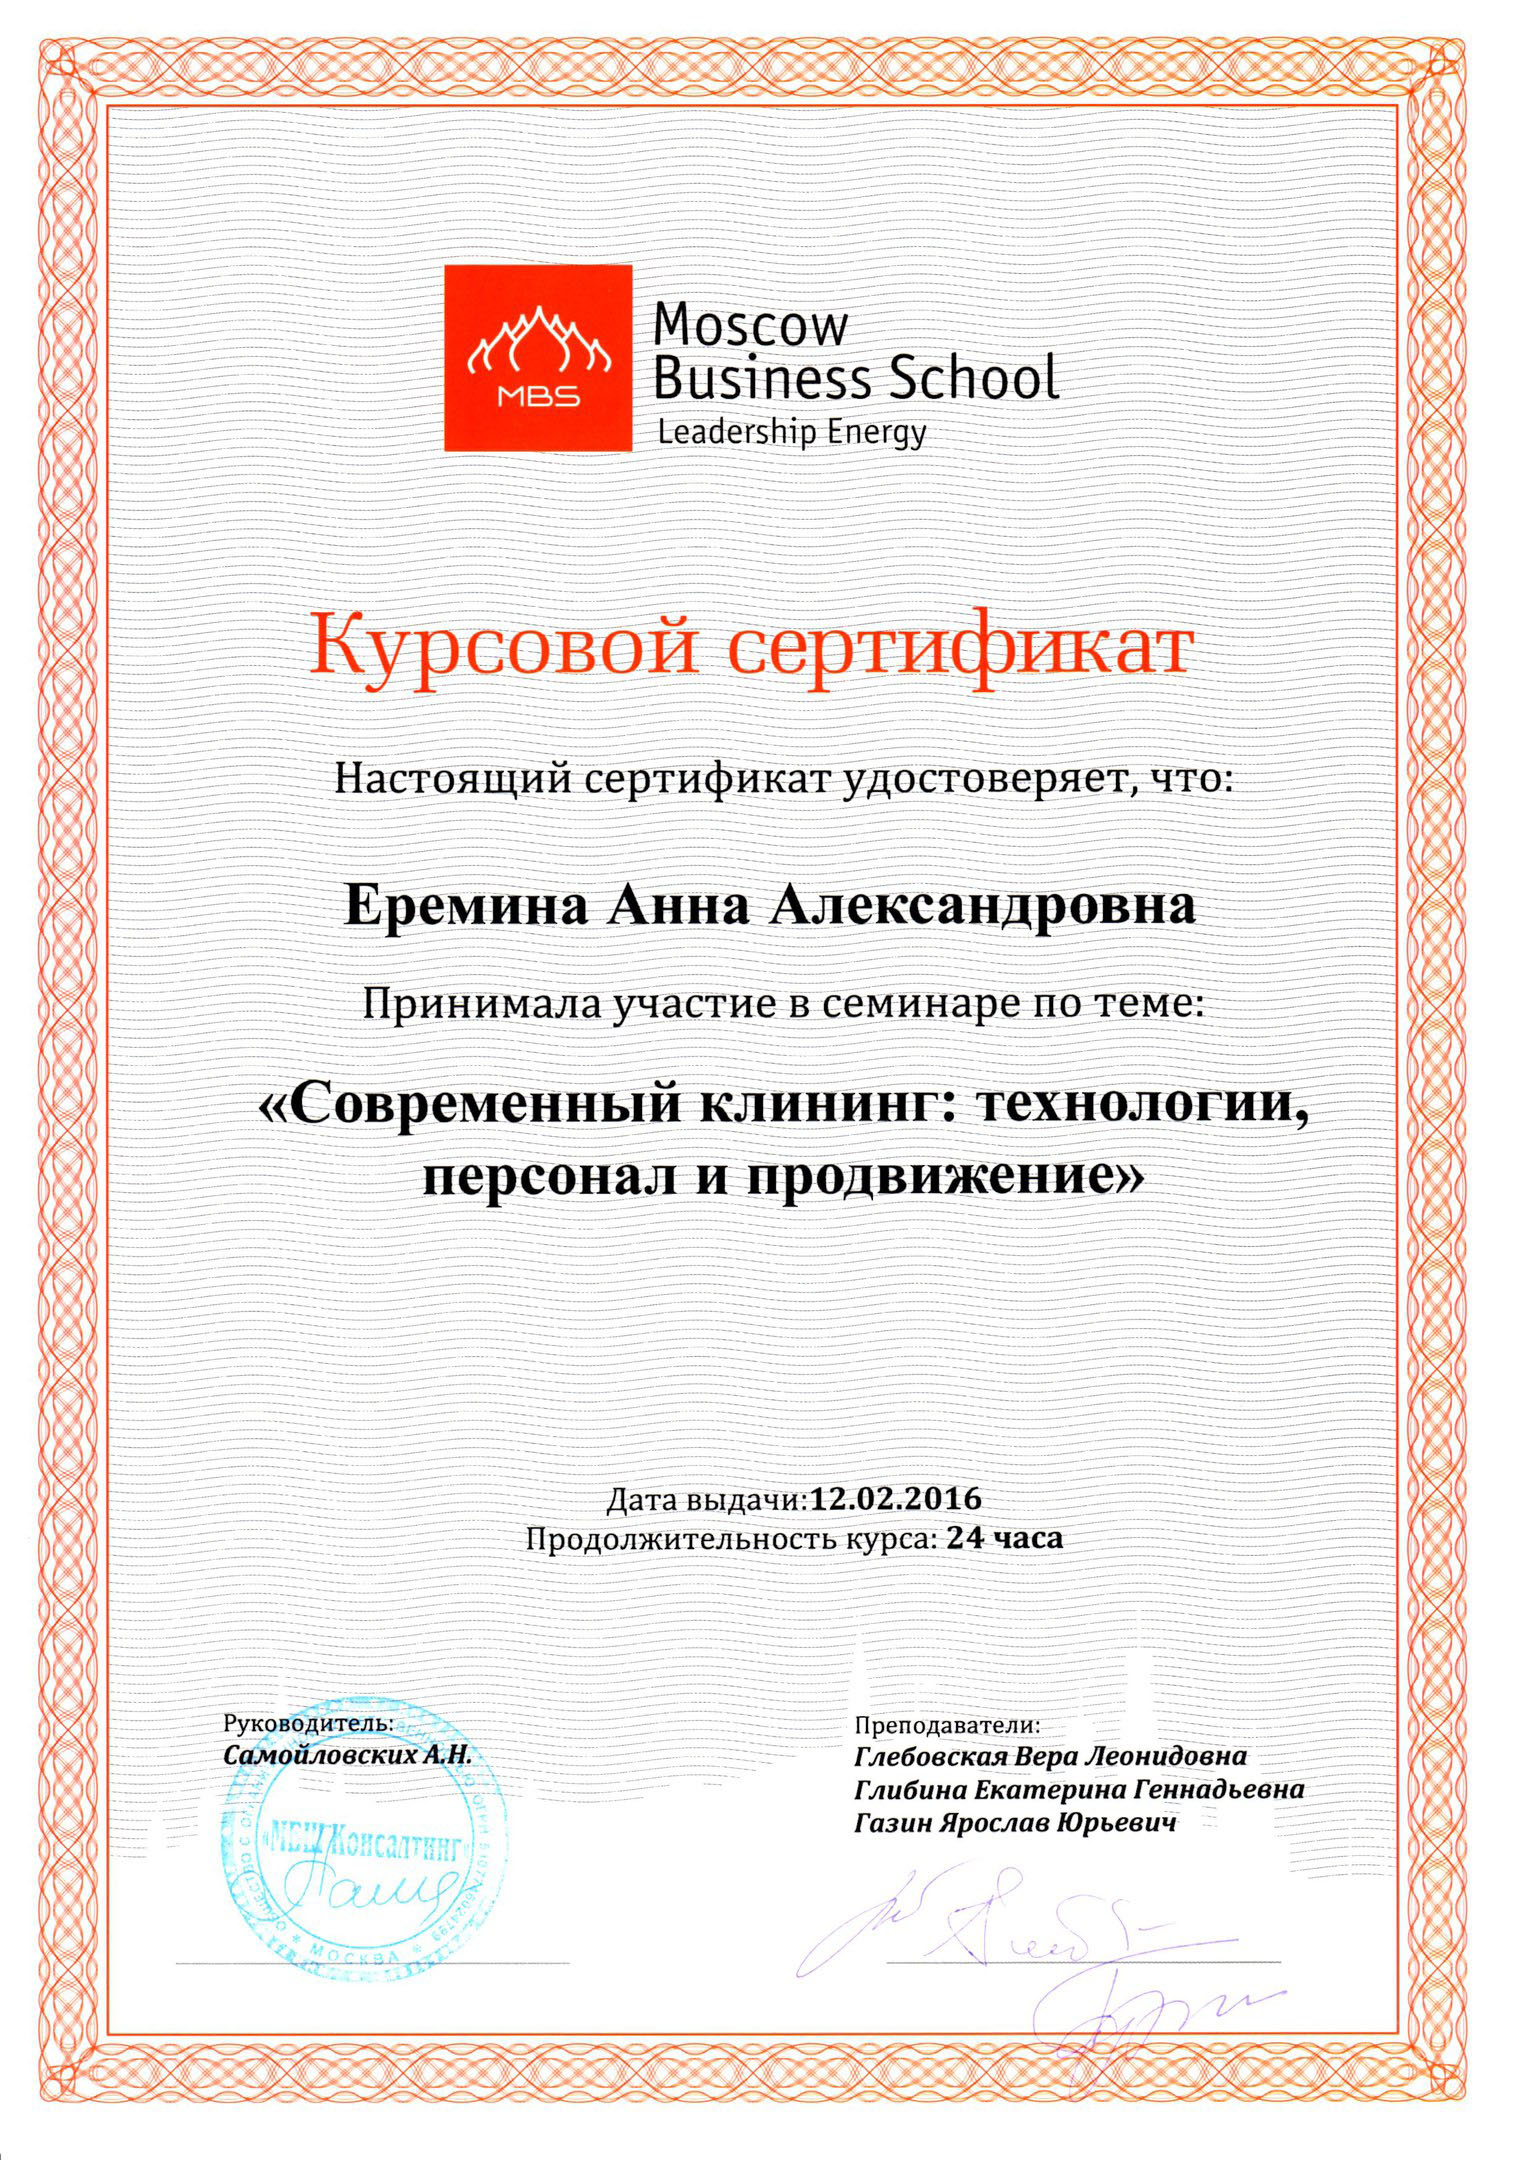 MBS
Moscow
Business School
Leadership Energy
Курсовой сертификат
Настоящий сертификат удостоверяет, что:
Еремина Анна Александровна
Принимала участие в семинаре по теме:
«Современный клининг: технологии,
персонал и продвижение»
Дата выдачи:12.02.2016
Продолжительность курса: 24 часа
Руководитель:
Самойловских А.Н.
«МБШ Консалтинг»
МОСКВА
Преподаватели:
Глебовская Вера Леонидовна
Глибина Екатерина Геннадьевна
Газин Ярослав Юрьевич